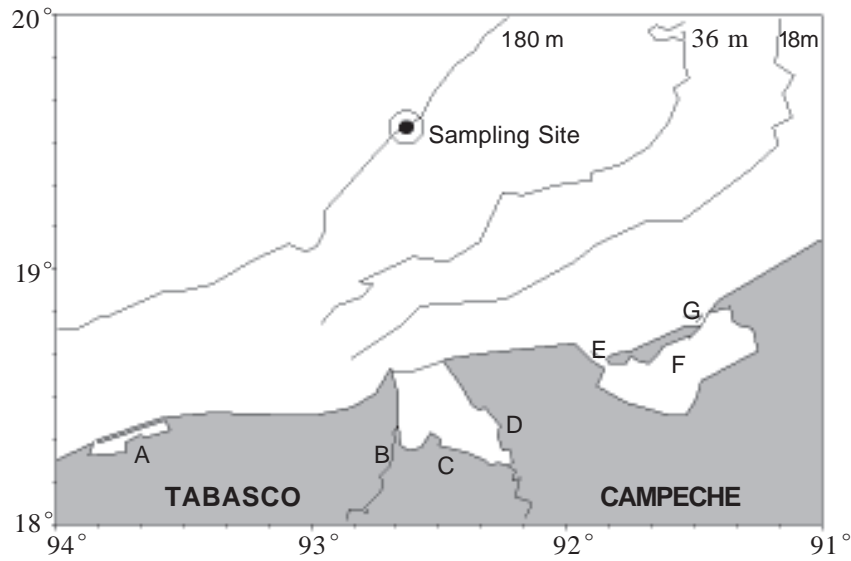 20°
180 m
36 m
18m
Sampling Site
19°
G
E
F
D
A
B
C
TABASCO
CAMPECHE
18°
94°
93°
92°
91°